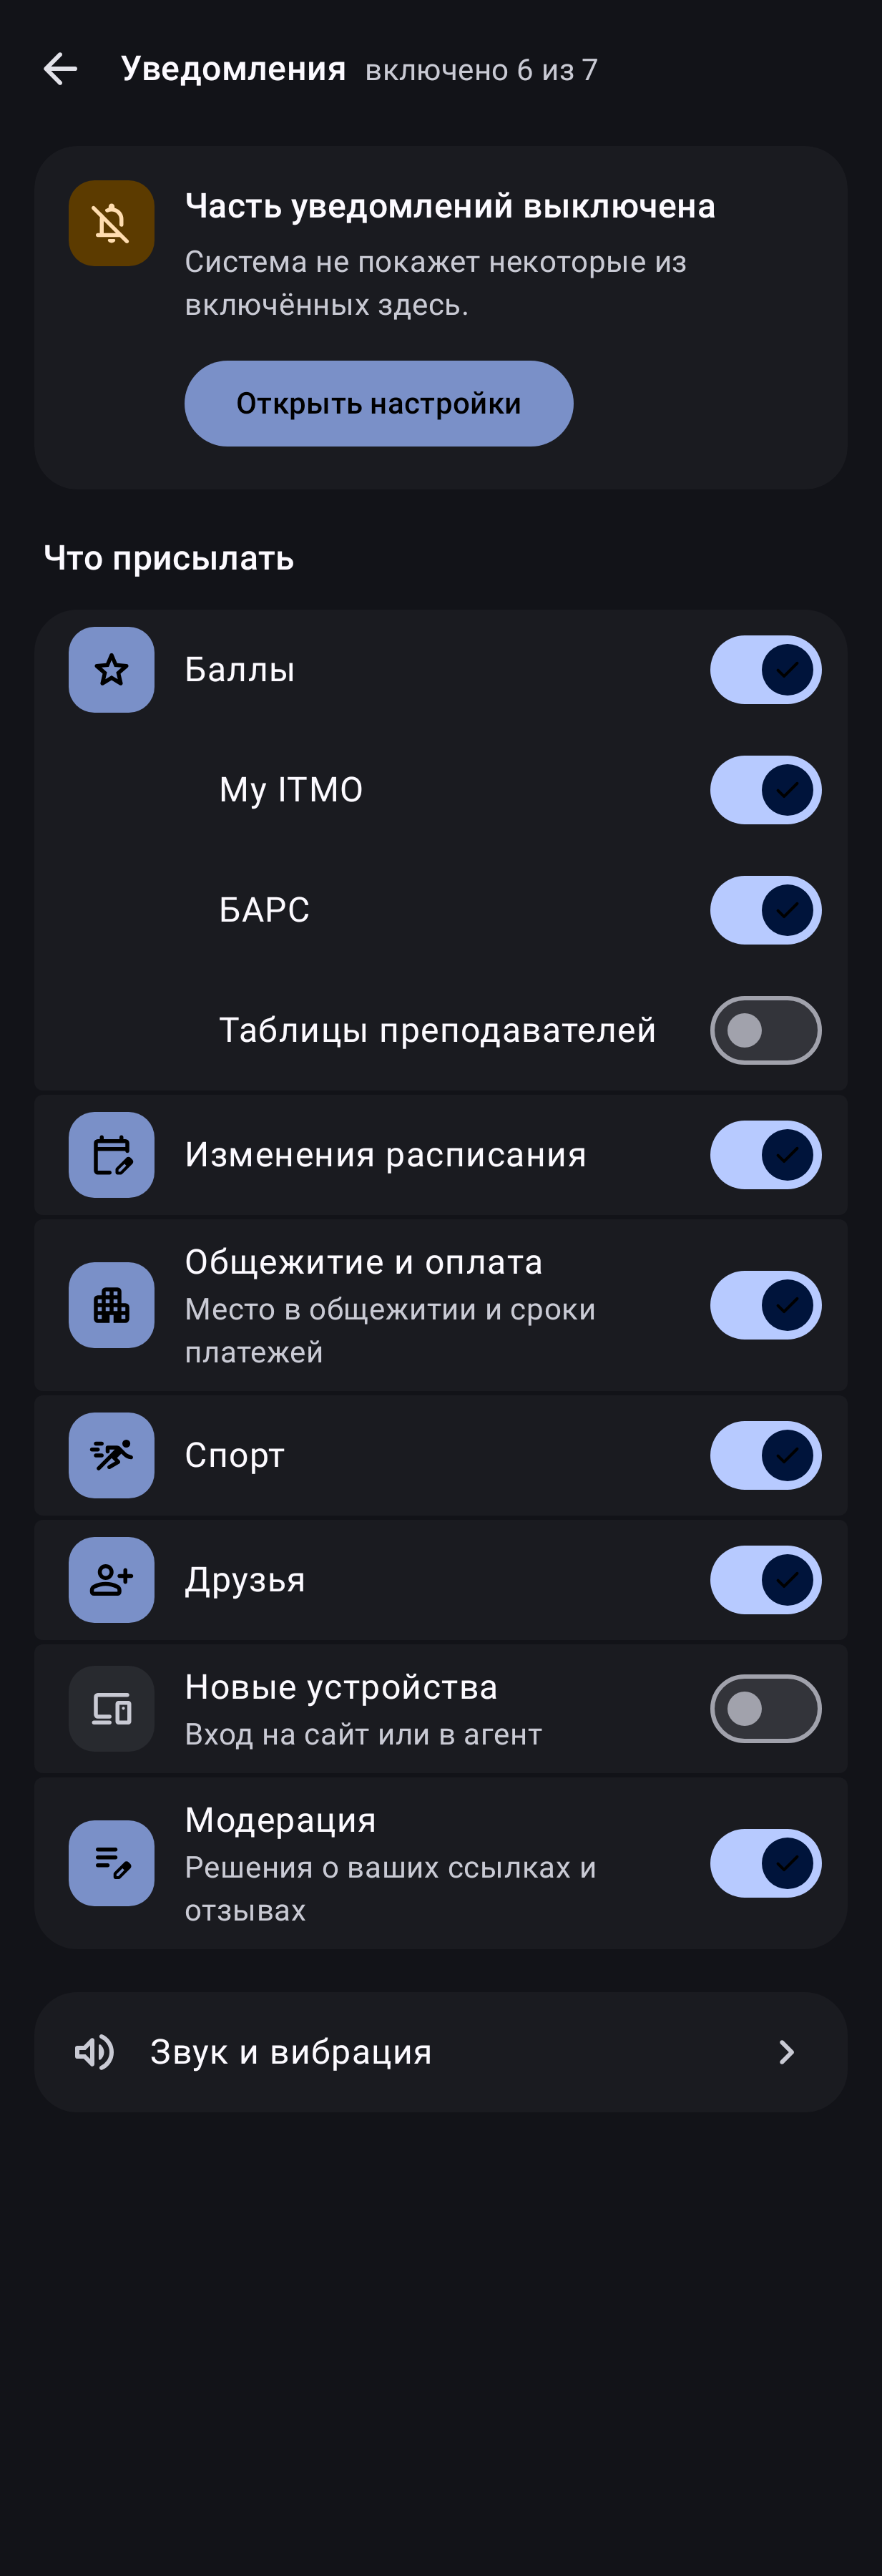 Уведомления включено 6 из 7
Часть уведомлений выключена
Система не покажет некоторые из
включённых здесь.
Открыть настройки
Что присылать
Баллы
My ITMO
БАРС
Таблицы преподавателей
Изменения расписания
Общежитие и оплата
Место в общежитии и сроки
платежей
Спорт
Друзья
Новые устройства
Вход на сайт или в агент
Модерация
Решения о ваших ссылках и
отзывах
Звук и вибрация